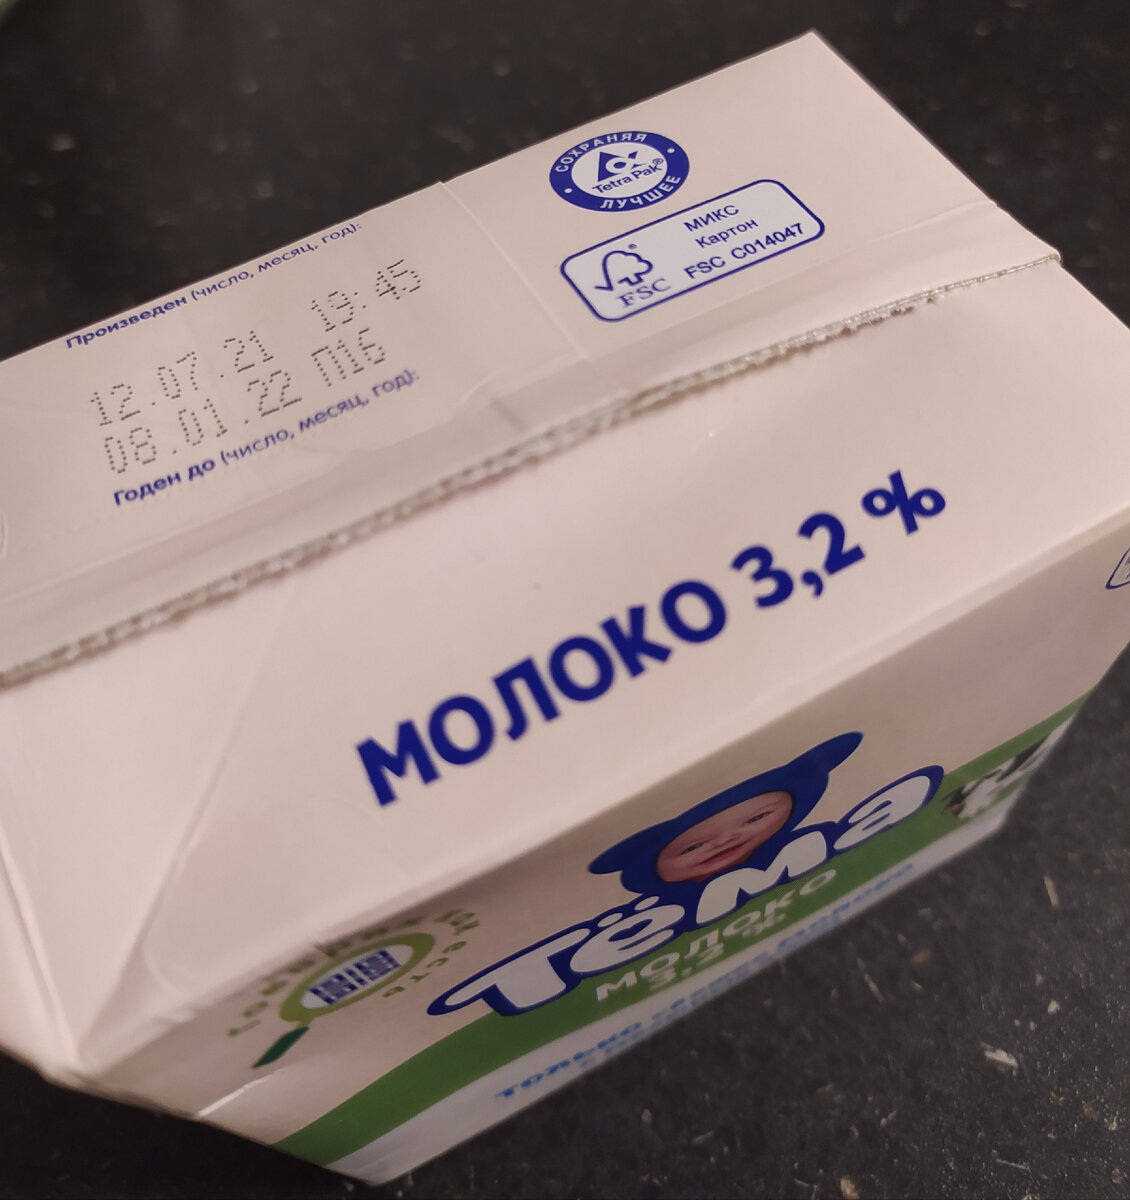 СОХРАНЯЯ
Tetra Pak®
ЛУЧШЕЕ
МИКС
Картон
FSC C014047
FSC®
Произведен (число, месяц, год):
12.07.21 19:45
08.01.22 П16
Годен до (число, месяц, год):
МОЛОКО 3,2 %
Тёма
МОЛОКО
3,2 %
ТОЛЬКО